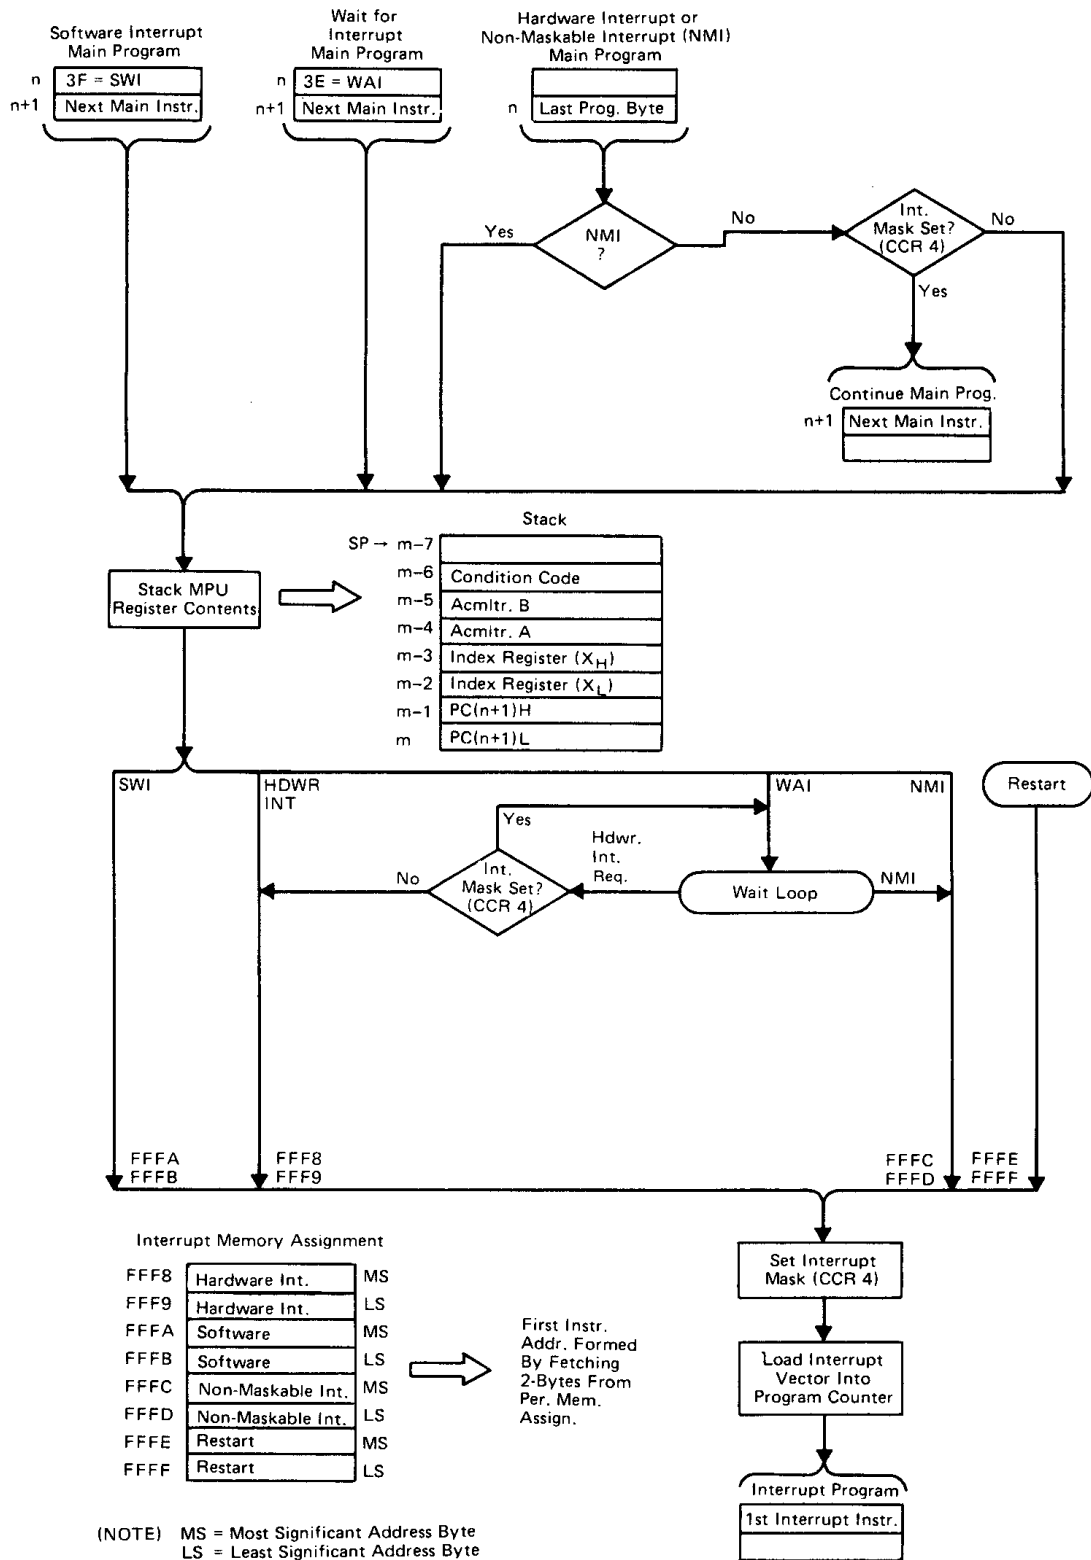 Software Interrupt
Main Program
n 3F = SWI
n+1 Next Main Instr.
Wait for
Interrupt
Main Program
n 3E = WAI
n+1 Next Main Instr.
Hardware Interrupt or
Non-Maskable Interrupt (NMI)
Main Program
n Last Prog. Byte
Yes
NMI
?
No
Int.
Mask Set?
(CCR 4)
No
Yes
Continue Main Prog.
n+1 Next Main Instr.
Stack MPU
Register Contents
Stack
SP → m-7
m-6 Condition Code
m-5 Acmltr. B
m-4 Acmltr. A
m-3 Index Register (XH)
m-2 Index Register (XL)
m-1 PC(n+1)H
m PC(n+1)L
SWI
HDWR
INT
WAI
NMI
Restart
Yes
Int.
Mask Set?
(CCR 4)
No
Hdwr.
Int.
Req.
Wait Loop
NMI
FFFA
FFFB
FFF8
FFF9
FFFC
FFFD
FFFE
FFFF
Interrupt Memory Assignment
FFF8 Hardware Int. MS
FFF9 Hardware Int. LS
FFFA Software MS
FFFB Software LS
FFFC Non-Maskable Int. MS
FFFD Non-Maskable Int. LS
FFFE Restart MS
FFFF Restart LS
First Instr.
Addr. Formed
By Fetching
2-Bytes From
Per. Mem.
Assign.
Set Interrupt
Mask (CCR 4)
Load Interrupt
Vector Into
Program Counter
Interrupt Program
1st Interrupt Instr.
(NOTE) MS = Most Significant Address Byte
LS = Least Significant Address Byte